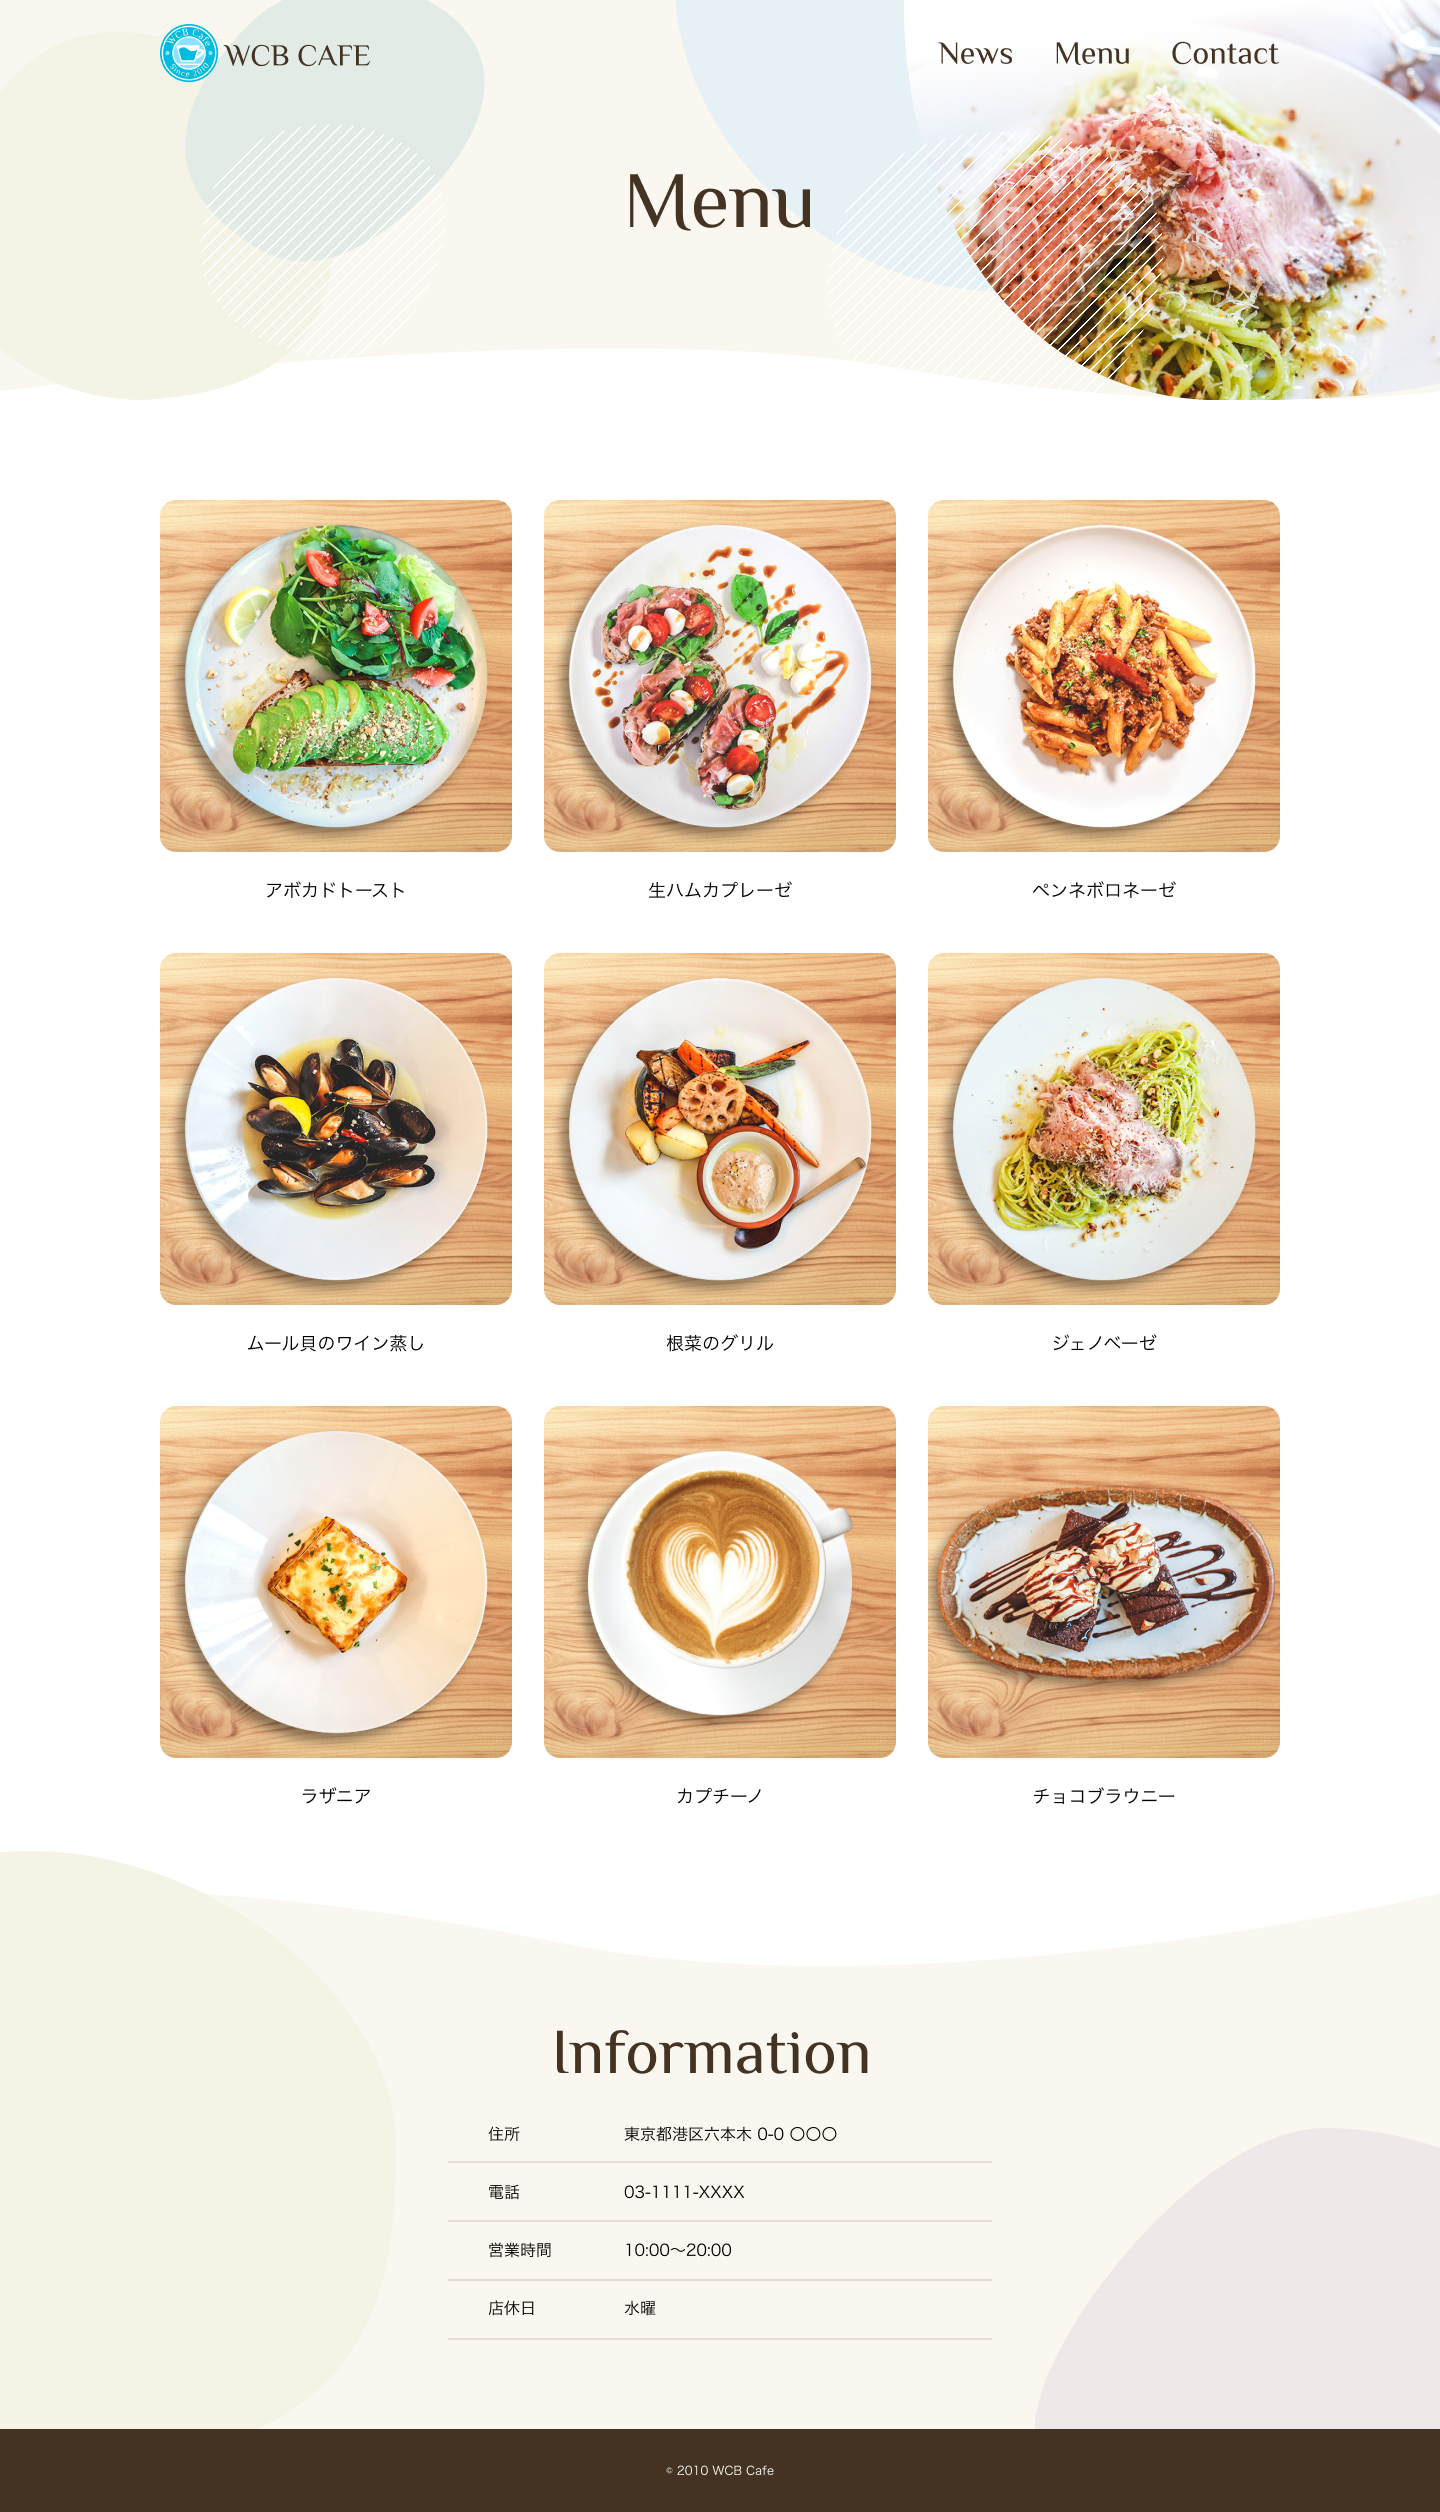 WCB Cafe
Since 2010
WCB CAFE
News
Menu
Contact
Menu
アボカドトースト
生ハムカプレーゼ
ペンネボロネーゼ
ムール貝のワイン蒸し
根菜のグリル
ジェノベーゼ
ラザニア
カプチーノ
チョコブラウニー
Information
住所 東京都港区六本木 0-0 〇〇〇
電話 03-1111-XXXX
営業時間 10:00〜20:00
店休日 水曜
© 2010 WCB Cafe